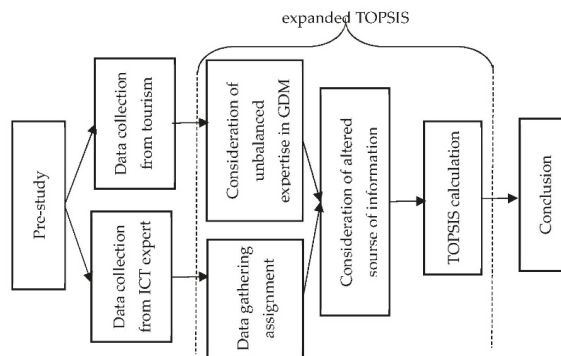 expanded TOPSIS
Pre-study
Data collection
from tourism
Data collection
from ICT expert
Consideration of
unbalanced
expertise in GDM
Data gathering
assignment
Consideration of altered
sourse of information
TOPSIS calculation
Conclusion